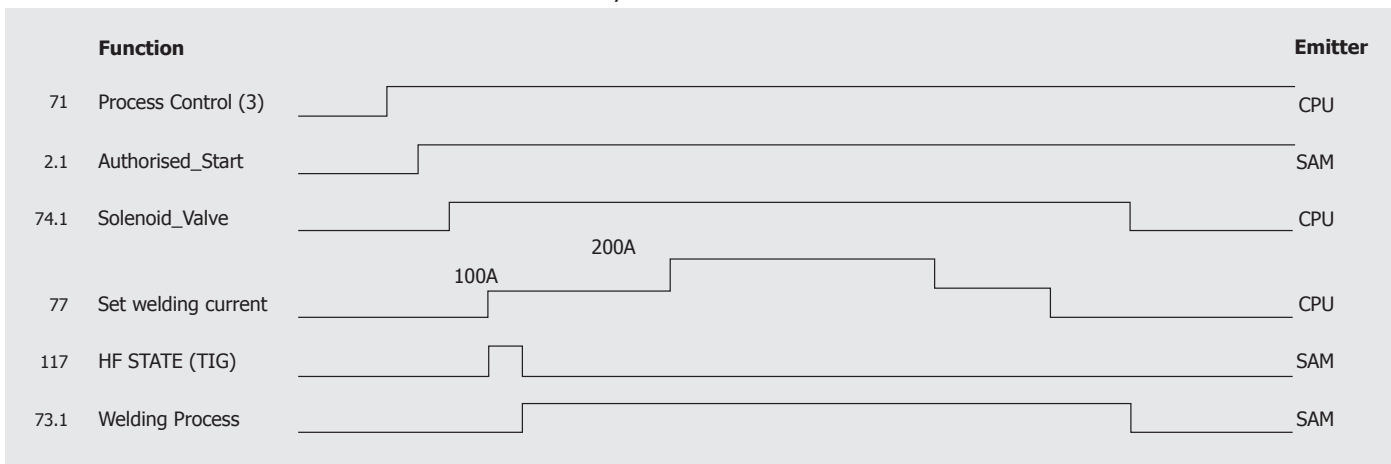 Function Emitter
71 Process Control (3) CPU
2.1 Authorised_Start SAM
74.1 Solenoid_Valve CPU
200A
100A
77 Set welding current CPU
117 HF STATE (TIG) SAM
73.1 Welding Process SAM